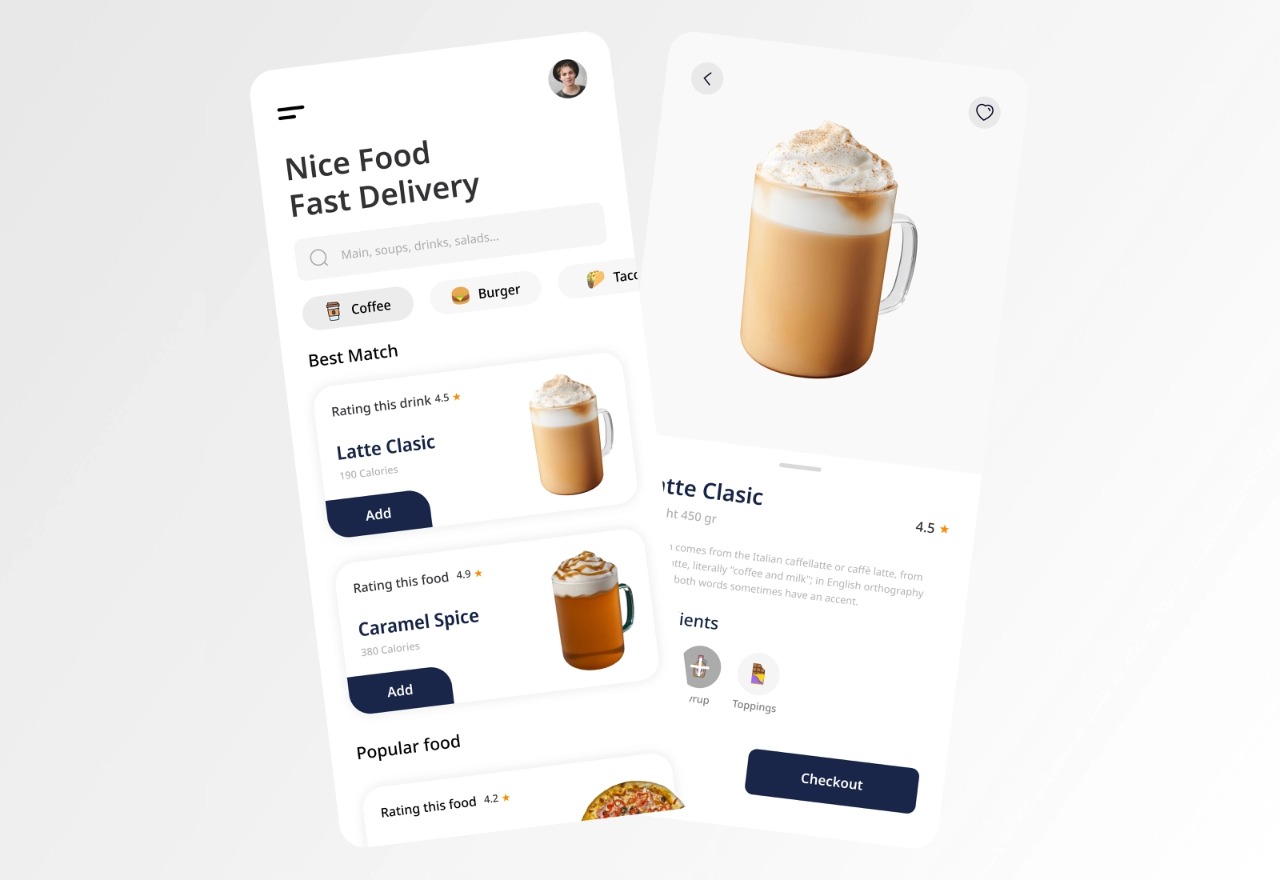 Nice Food
Fast Delivery
Main, soups, drinks, salads...
Coffee
Burger
Taco
Best Match
Rating this drink 4.5
Latte Clasic
190 Calories
Add
Rating this food 4.9
Caramel Spice
380 Calories
Add
Popular food
Rating this food 4.2
tte Clasic
ht 450 gr
4.5
comes from the Italian caffellatte or caffè latte, from
tte, literally "coffee and milk"; in English orthography
both words sometimes have an accent.
ients
rup
Toppings
Checkout